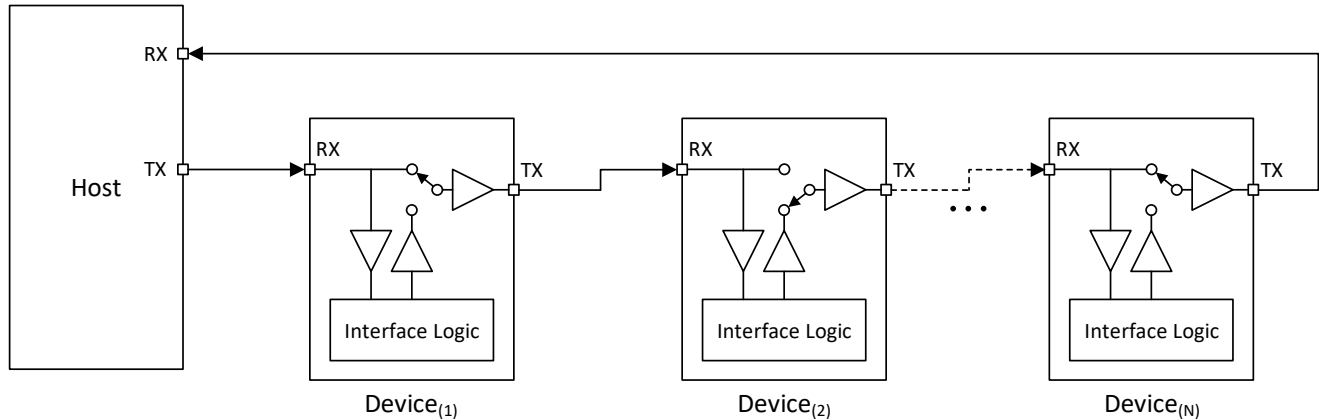 Host
RX
TX
RX
TX
Interface Logic
Device(1)
RX
TX
Interface Logic
Device(2)
...
RX
TX
Interface Logic
Device(N)